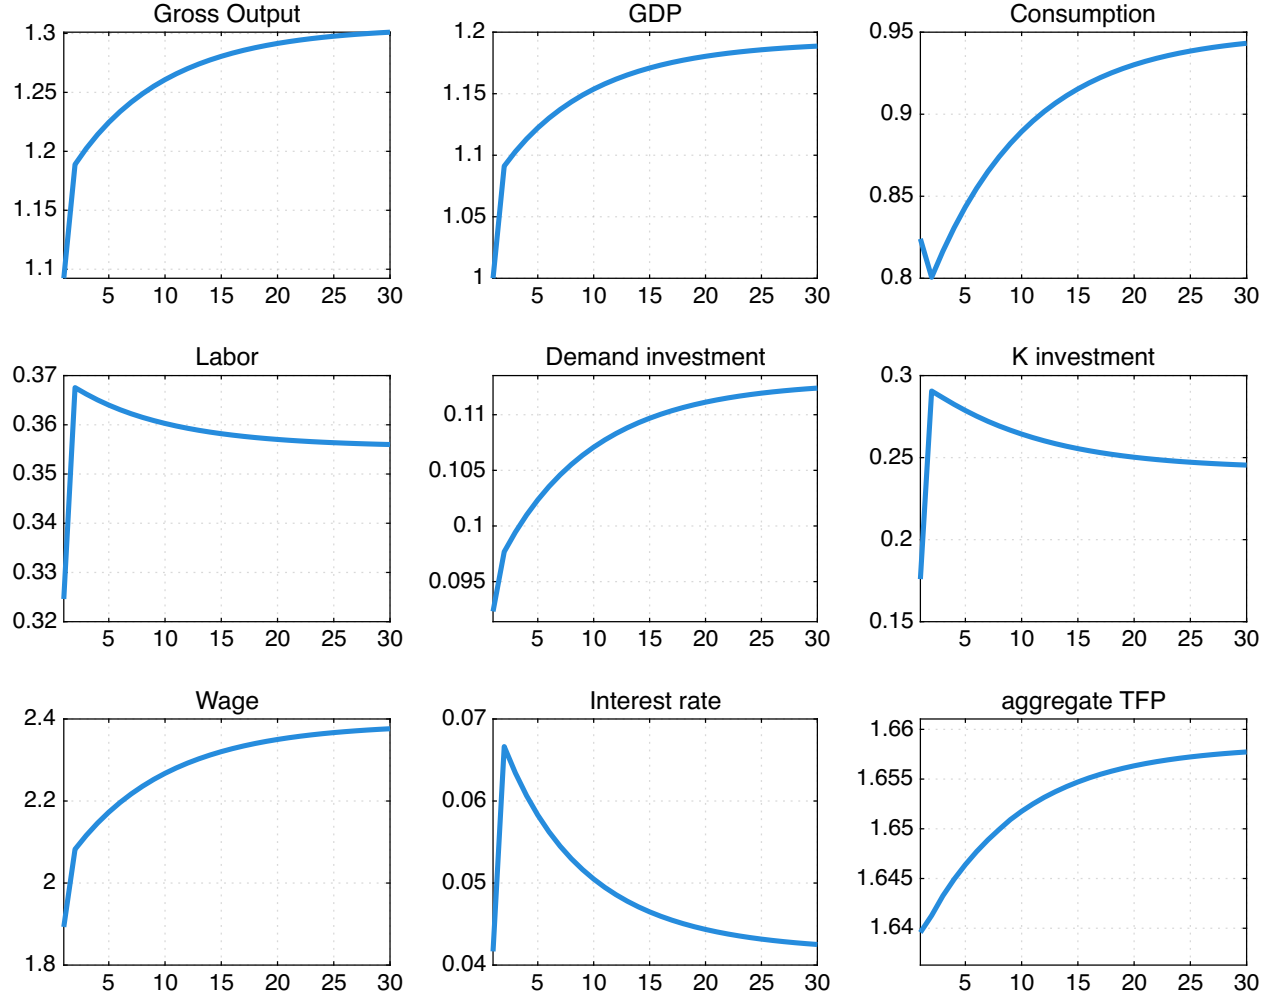 Gross Output
GDP
Consumption
1.3
1.25
1.2
1.15
1.1
5 10 15 20 25 30
1.2
1.15
1.1
1.05
1
5 10 15 20 25 30
0.95
0.9
0.85
0.8
5 10 15 20 25 30
Labor
Demand investment
K investment
0.37
0.36
0.35
0.34
0.33
0.32
5 10 15 20 25 30
0.11
0.105
0.1
0.095
5 10 15 20 25 30
0.3
0.25
0.2
0.15
5 10 15 20 25 30
Wage
Interest rate
aggregate TFP
2.4
2.2
2
1.8
5 10 15 20 25 30
0.07
0.06
0.05
0.04
5 10 15 20 25 30
1.66
1.655
1.65
1.645
1.64
5 10 15 20 25 30